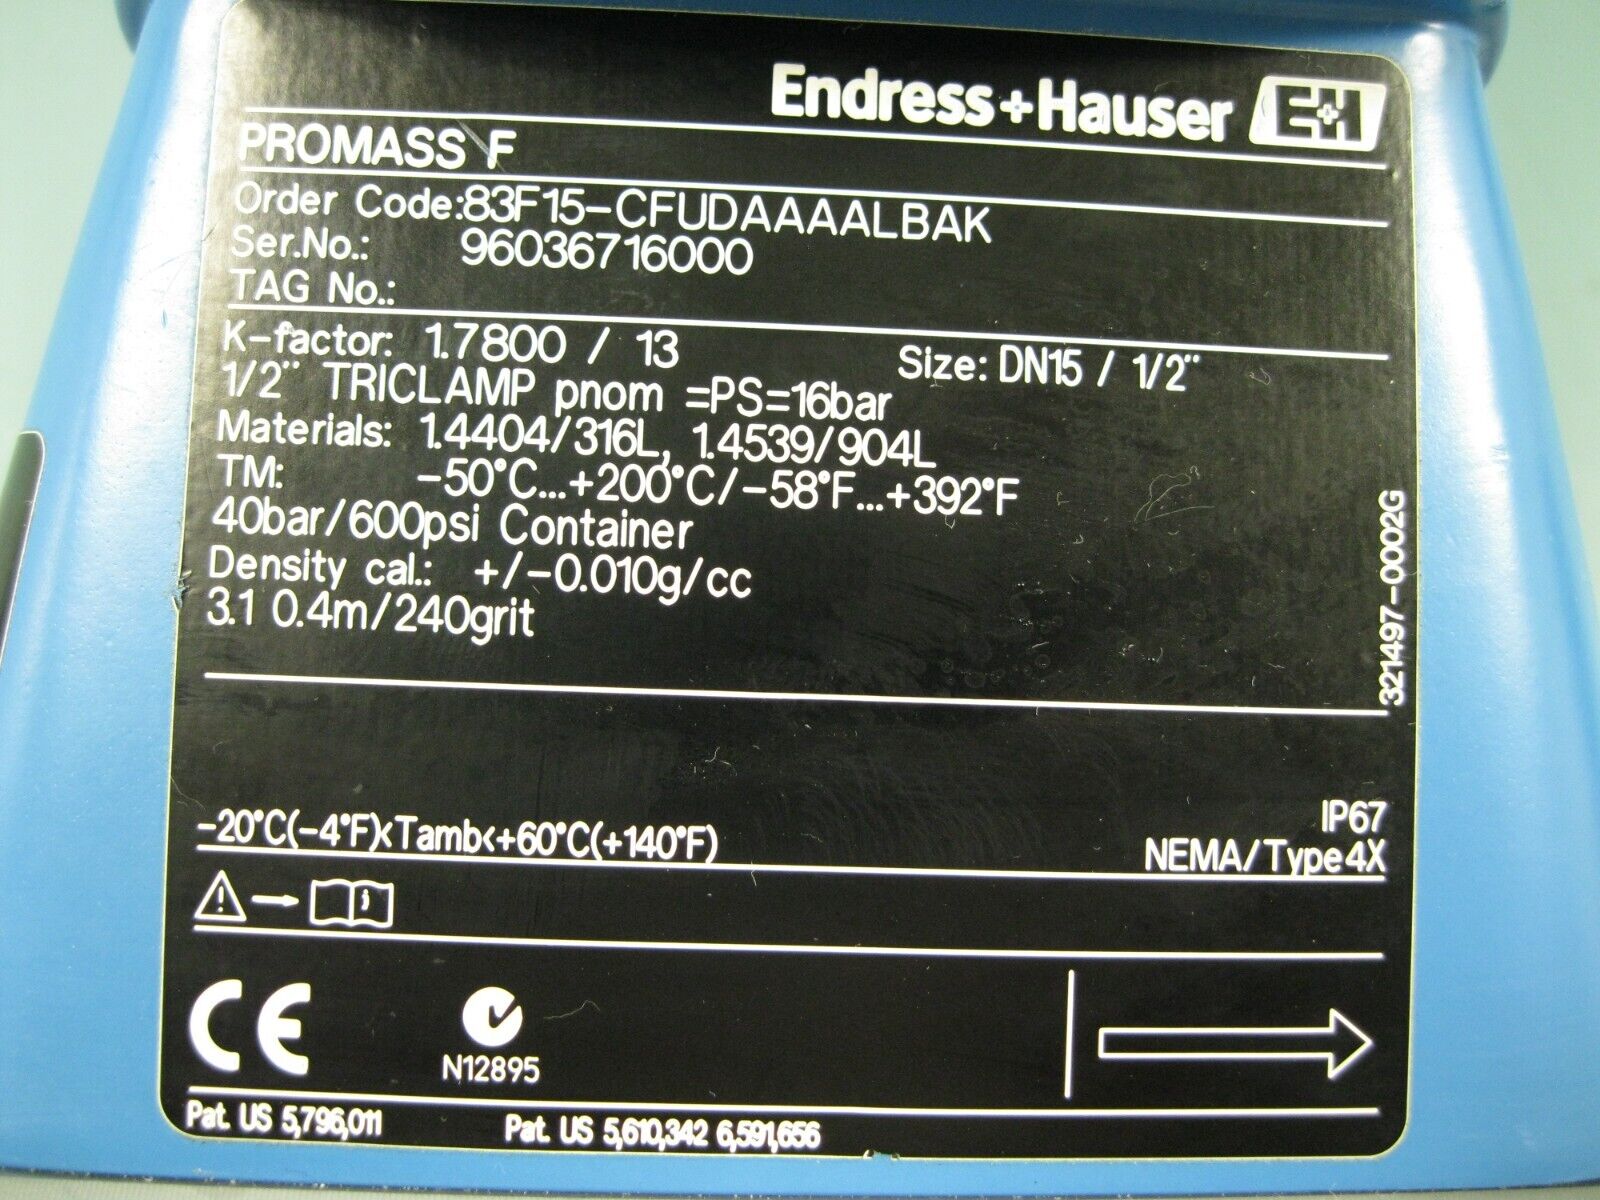 Endress+Hauser E+H
PROMASS F
Order Code:83F15-CFUDAAAALBAK
Ser.No.: 96036716000
TAG No.:
K-factor: 1.7800 / 13 Size: DN15 / 1/2"
1/2" TRICLAMP pnom =PS=16bar
Materials: 1.4404/316L, 1.4539/904L
TM: -50°C...+200°C/-58°F...+392°F
40bar/600psi Container
Density cal.: +/-0.010g/cc
3.1 0.4m/240grit
321497-0002G
-20°C(-4°F)<Tamb<+60°C(+140°F)
IP67
NEMA/Type4X
i
CE
N12895
Pat. US 5,796,011 Pat. US 5,610,342 6,591,656